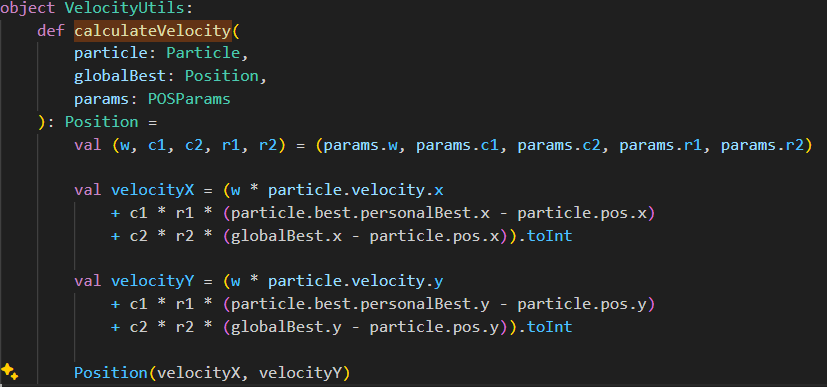 object VelocityUtils:
    def calculateVelocity(
        particle: Particle,
        globalBest: Position,
        params: POSParams
    ): Position =
        val (w, c1, c2, r1, r2) = (params.w, params.c1, params.c2, params.r1, params.r2)

        val velocityX = (w * particle.velocity.x
            + c1 * r1 * (particle.best.personalBest.x - particle.pos.x)
            + c2 * r2 * (globalBest.x - particle.pos.x)).toInt

        val velocityY = (w * particle.velocity.y
            + c1 * r1 * (particle.best.personalBest.y - particle.pos.y)
            + c2 * r2 * (globalBest.y - particle.pos.y)).toInt

        Position(velocityX, velocityY)